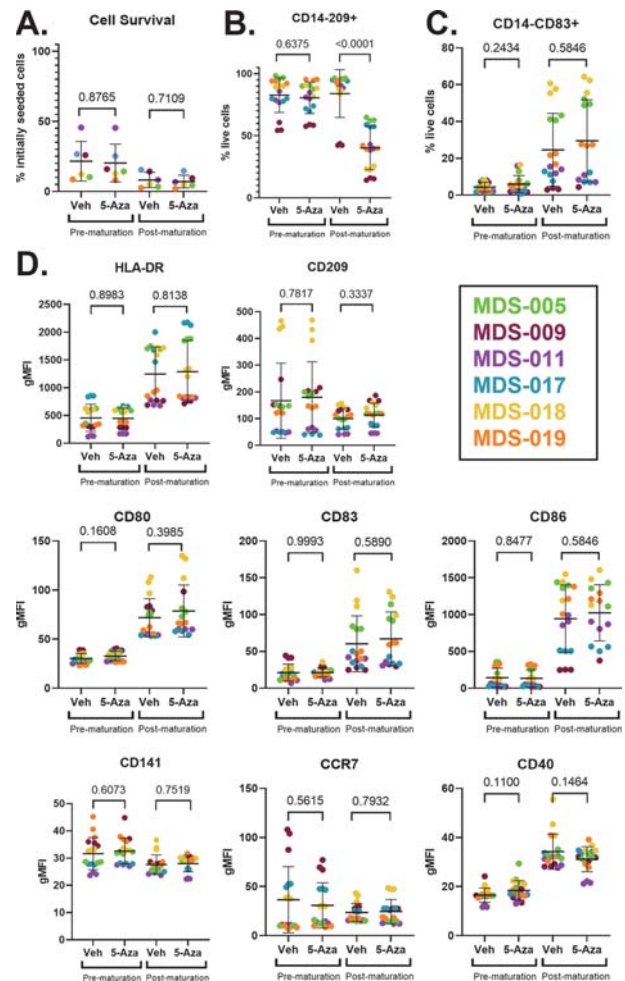 A.
Cell Survival
% initially seeded cells
100
80
60
40
20
0
0.8765
0.7109
Veh 5-Aza Veh 5-Aza
Pre-maturation Post-maturation
B.
CD14-209+
% live cells
100
50
0
0.6375
<0.0001
Veh 5-Aza Veh 5-Aza
Pre-maturation Post-maturation
C.
CD14-CD83+
% live cells
80
60
40
20
0
0.2434
0.5846
Veh 5-Aza Veh 5-Aza
Pre-maturation Post-maturation
D.
HLA-DR
gMFI
2500
2000
1500
1000
500
0
0.8983
0.8138
Veh 5-Aza Veh 5-Aza
Pre-maturation Post-maturation
CD209
gMFI
500
400
300
200
100
0
0.7817
0.3337
Veh 5-Aza Veh 5-Aza
Pre-maturation Post-maturation
MDS-005
MDS-009
MDS-011
MDS-017
MDS-018
MDS-019
CD80
gMFI
150
100
50
0
0.1608
0.3985
Veh 5-Aza Veh 5-Aza
Pre-maturation Post-maturation
CD83
gMFI
200
150
100
50
0
0.9993
0.5890
Veh 5-Aza Veh 5-Aza
Pre-maturation Post-maturation
CD86
gMFI
2000
1500
1000
500
0
0.8477
0.5846
Veh 5-Aza Veh 5-Aza
Pre-maturation Post-maturation
CD141
gMFI
50
40
30
20
10
0
0.6073
0.7519
Veh 5-Aza Veh 5-Aza
Pre-maturation Post-maturation
CCR7
gMFI
150
100
50
0
0.5615
0.7932
Veh 5-Aza Veh 5-Aza
Pre-maturation Post-maturation
CD40
gMFI
60
40
20
0
0.1100
0.1464
Veh 5-Aza Veh 5-Aza
Pre-maturation Post-maturation